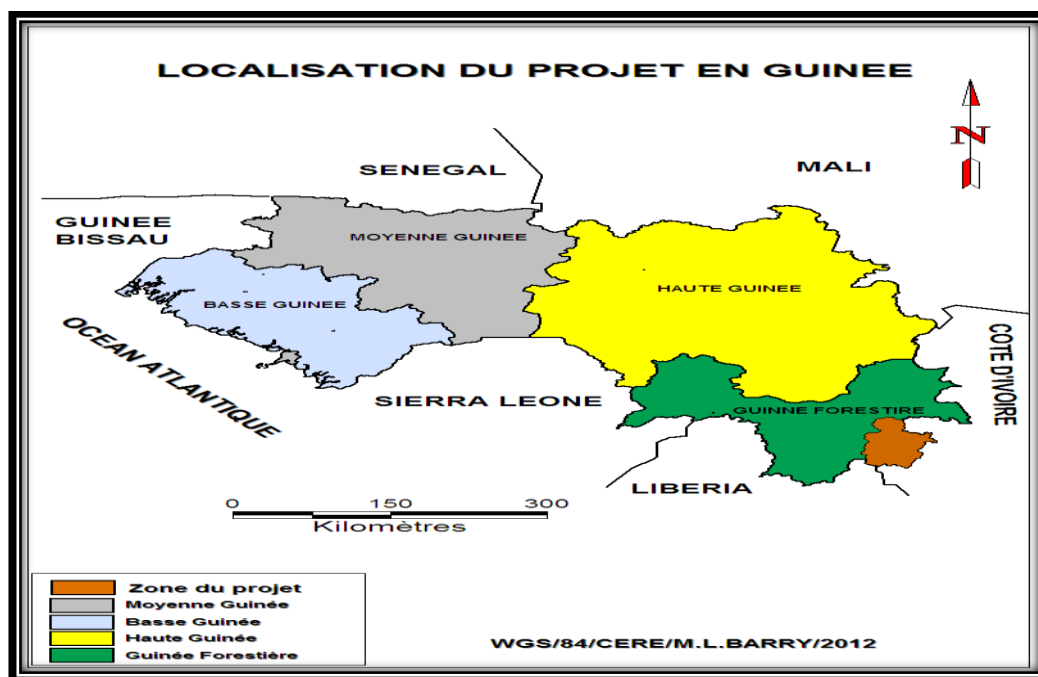 LOCALISATION DU PROJET EN GUINEE
N
SENEGAL
MALI
GUINEE
BISSAU
MOYENNE GUINEE
BASSE GUINEE
HAUTE GUINEE
OCEAN ATLANTIQUE
COTE D'IVOIRE
SIERRA LEONE
GUINNE FORESTIRE
LIBERIA
0 150 300
Kilomètres
Zone du projet
Moyenne Guinée
Basse Guinée
Haute Guinée
Guinée Forestière
WGS/84/CERE/M.L.BARRY/2012